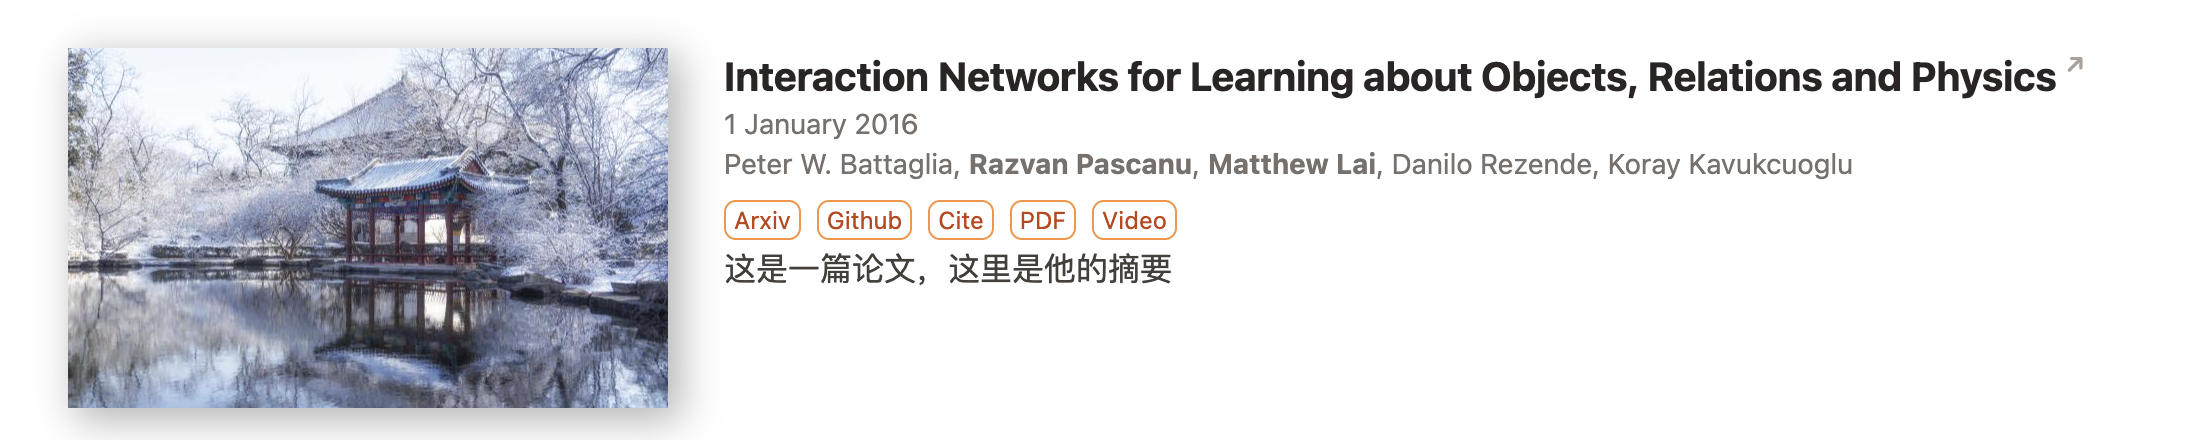 Interaction Networks for Learning about Objects, Relations and Physics
1 January 2016
Peter W. Battaglia, Razvan Pascanu, Matthew Lai, Danilo Rezende, Koray Kavukcuoglu
Arxiv Github Cite PDF Video
这是一篇论文，这里是他的摘要